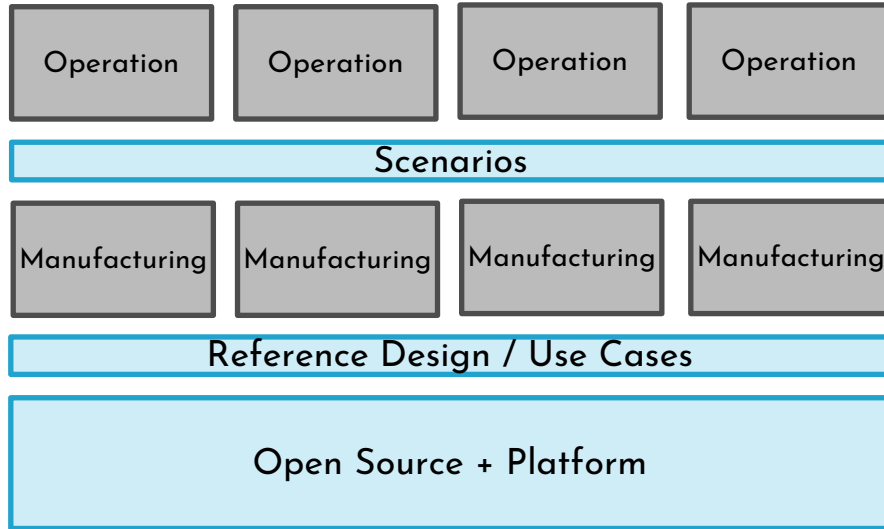 Operation Operation Operation Operation
Scenarios
Manufacturing Manufacturing Manufacturing Manufacturing
Reference Design / Use Cases
Open Source + Platform